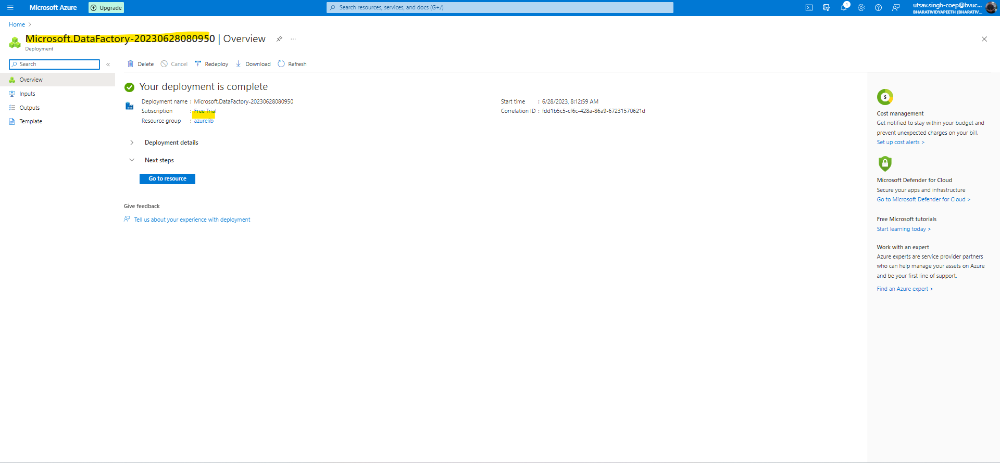 Microsoft Azure
Upgrade
Search resources, services, and docs (G+/)
1
utsav.singh-coep@bvuc...
BHARATIVIDYAPEETH (BHARATIV...
Home >
Microsoft.DataFactory-20230628080950 | Overview
...
Deployment
Search
«
Overview
Inputs
Outputs
Template
Delete
Cancel
Redeploy
Download
Refresh
Your deployment is complete
Deployment name : Microsoft.DataFactory-20230628080950
Subscription : Free Trial
Resource group : azurelib
Start time : 6/28/2023, 8:12:59 AM
Correlation ID : fdd1b5c5-cf6c-428a-86a9-67231570621d
Deployment details
Next steps
Go to resource
Give feedback
Tell us about your experience with deployment
$
Cost management
Get notified to stay within your budget and
prevent unexpected charges on your bill.
Set up cost alerts >
Microsoft Defender for Cloud
Secure your apps and infrastructure
Go to Microsoft Defender for Cloud >
Free Microsoft tutorials
Start learning today >
Work with an expert
Azure experts are service provider partners
who can help manage your assets on Azure
and be your first line of support.
Find an Azure expert >